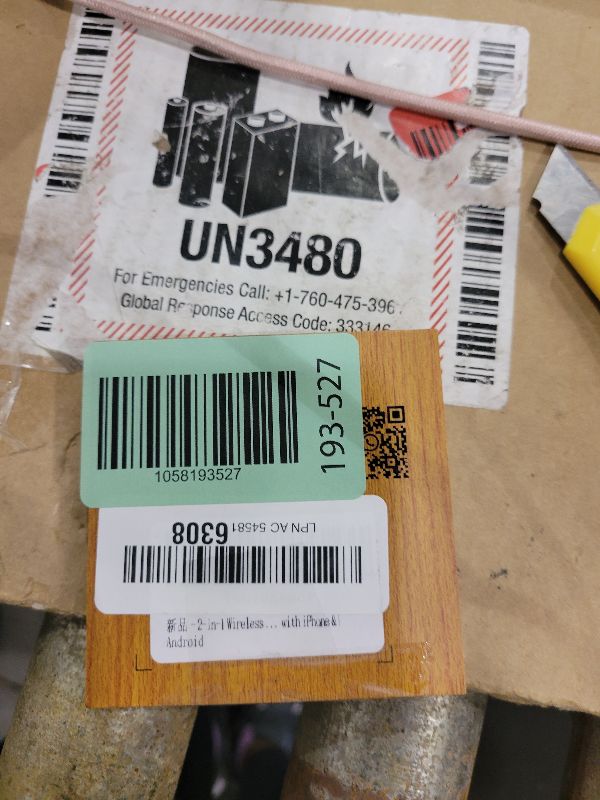 UN3480
For Emergencies Call: +1-760-475-396
Global Response Access Code: 333146
193-527
1058193527
LPN AC 54581
6308
新品 - 2-in-1 Wireless ... with iPhone &
Android